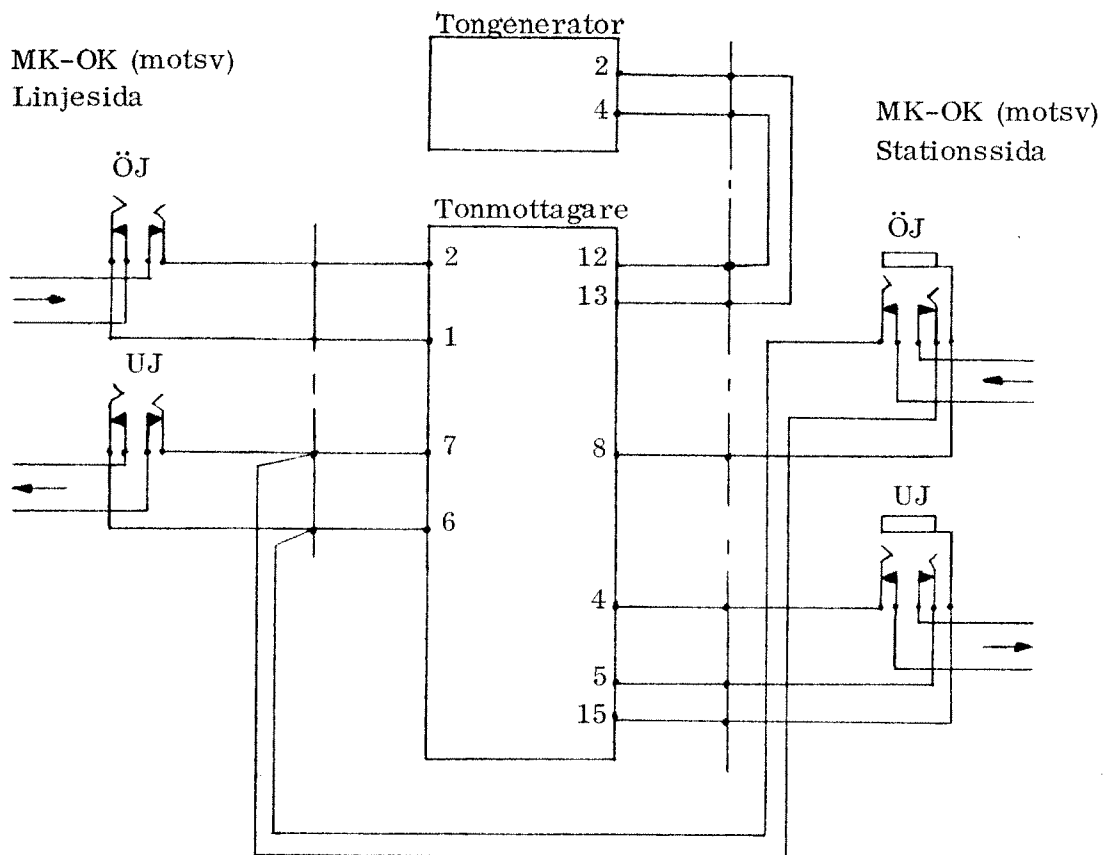 Tongenerator
2
4
MK-OK (motsv)
Linjesida
ÖJ
UJ
Tonmottagare
2
1
7
6
12
13
8
4
5
15
MK-OK (motsv)
Stationssida
ÖJ
UJ